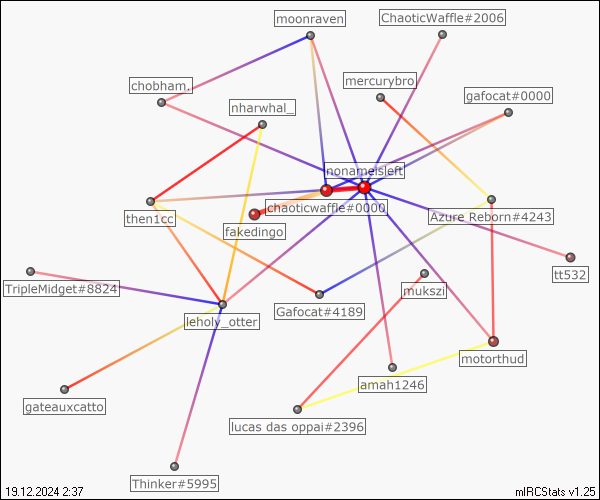 moonraven
ChaoticWaffle#2006
chobham.
mercurybro
nharwhal_
gafocat#0000
nonameisleft
chaoticwaffle#0000
then1cc
fakedingo
Azure_Reborn#4243
tt532
TripleMidget#8824
mukszi
Gafocat#4189
leholy_otter
motorthud
amah1246
gateauxcatto
lucas das oppai#2396
Thinker#5995
19.12.2024 2:37
mIRCStats v1.25